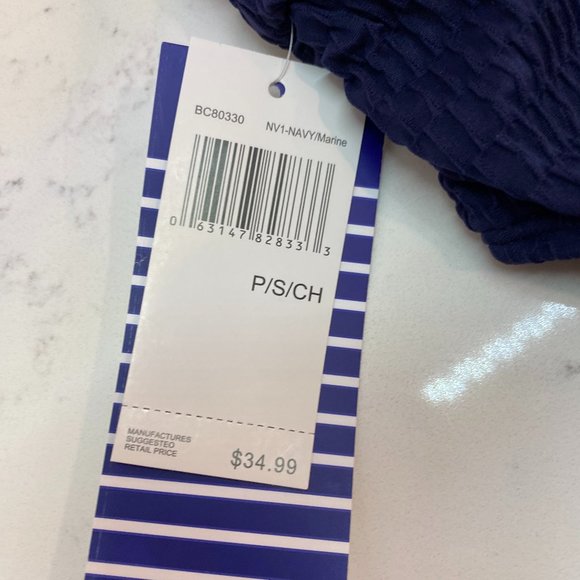 BC80330 NV1-NAVY/Marine
0 63147 82833 3
P/S/CH
MANUFACTURES
SUGGESTED
RETAIL PRICE
$34.99